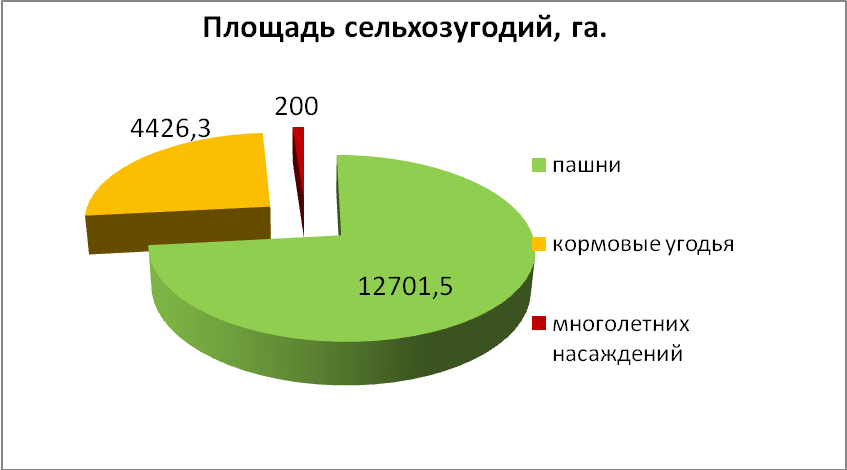 Площадь сельхозугодий, га.
200
4426,3
12701,5
пашни
кормовые угодья
многолетних
насаждений